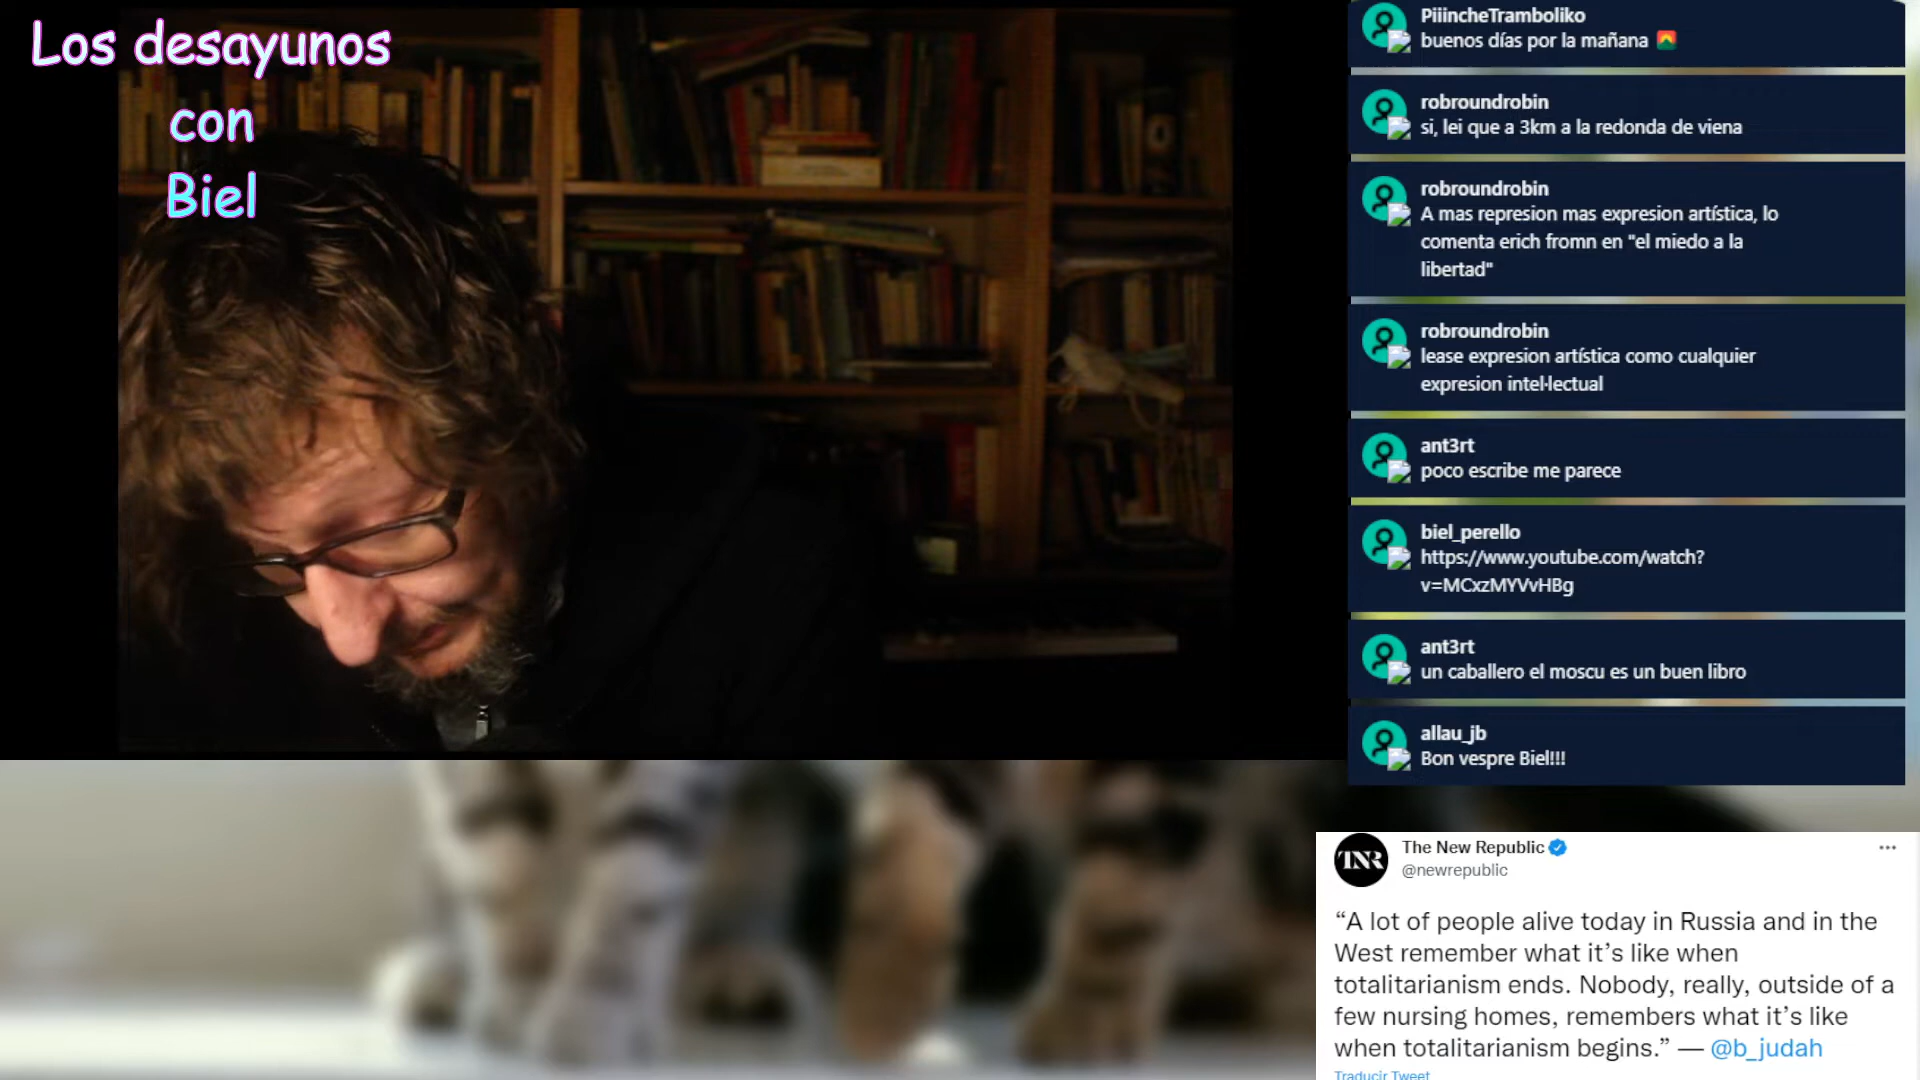 Los desayunos
con
Biel
PiiincheTramboliko
buenos días por la mañana
robroundrobin
si, lei que a 3km a la redonda de viena
robroundrobin
A mas represion mas expresion artística, lo
comenta erich fromn en "el miedo a la
libertad"
robroundrobin
lease expresion artística como cualquier
expresion intel·lectual
ant3rt
poco escribe me parece
biel_perello
https://www.youtube.com/watch?
v=MCxzMYVvHBg
ant3rt
un caballero el moscu es un buen libro
allau_jb
Bon vespre Biel!!!
TNR
The New Republic
@newrepublic
“A lot of people alive today in Russia and in the
West remember what it’s like when
totalitarianism ends. Nobody, really, outside of a
few nursing homes, remembers what it’s like
when totalitarianism begins.” — @b_judah
Traducir Tweet